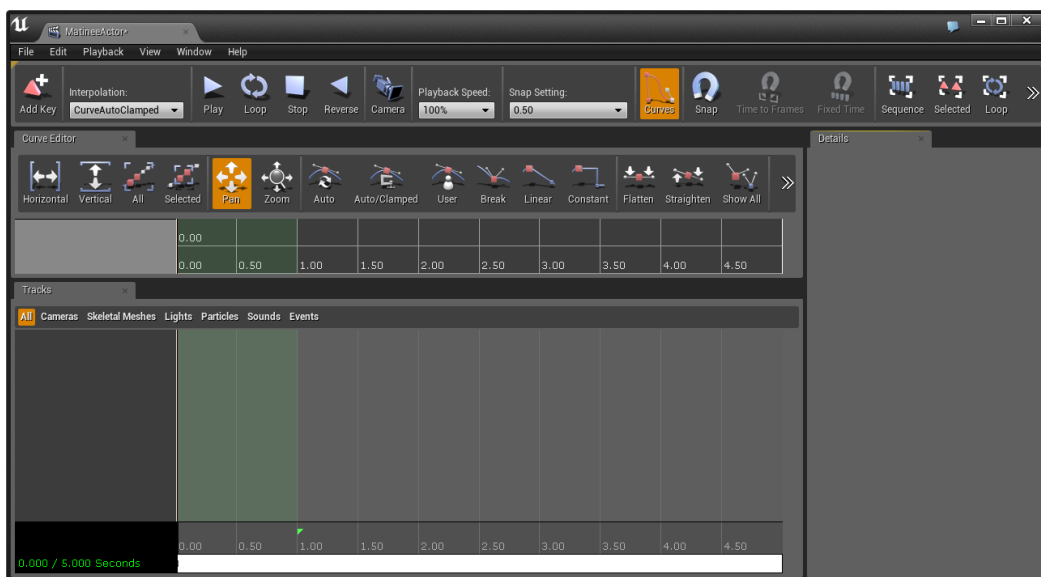 MatineeActor*
File Edit Playback View Window Help
Interpolation: Playback Speed: Snap Setting:
CurveAutoClamped 100% 0.50
Add Key Play Loop Stop Reverse Camera Curves Snap Time to Frames Fixed Time Sequence Selected Loop
Curve Editor Details
Horizontal Vertical All Selected Pan Zoom Auto Auto/Clamped User Break Linear Constant Flatten Straighten Show All
0.00
0.00 0.50 1.00 1.50 2.00 2.50 3.00 3.50 4.00 4.50
Tracks
All Cameras Skeletal Meshes Lights Particles Sounds Events
0.00 0.50 1.00 1.50 2.00 2.50 3.00 3.50 4.00 4.50
0.000 / 5.000 Seconds